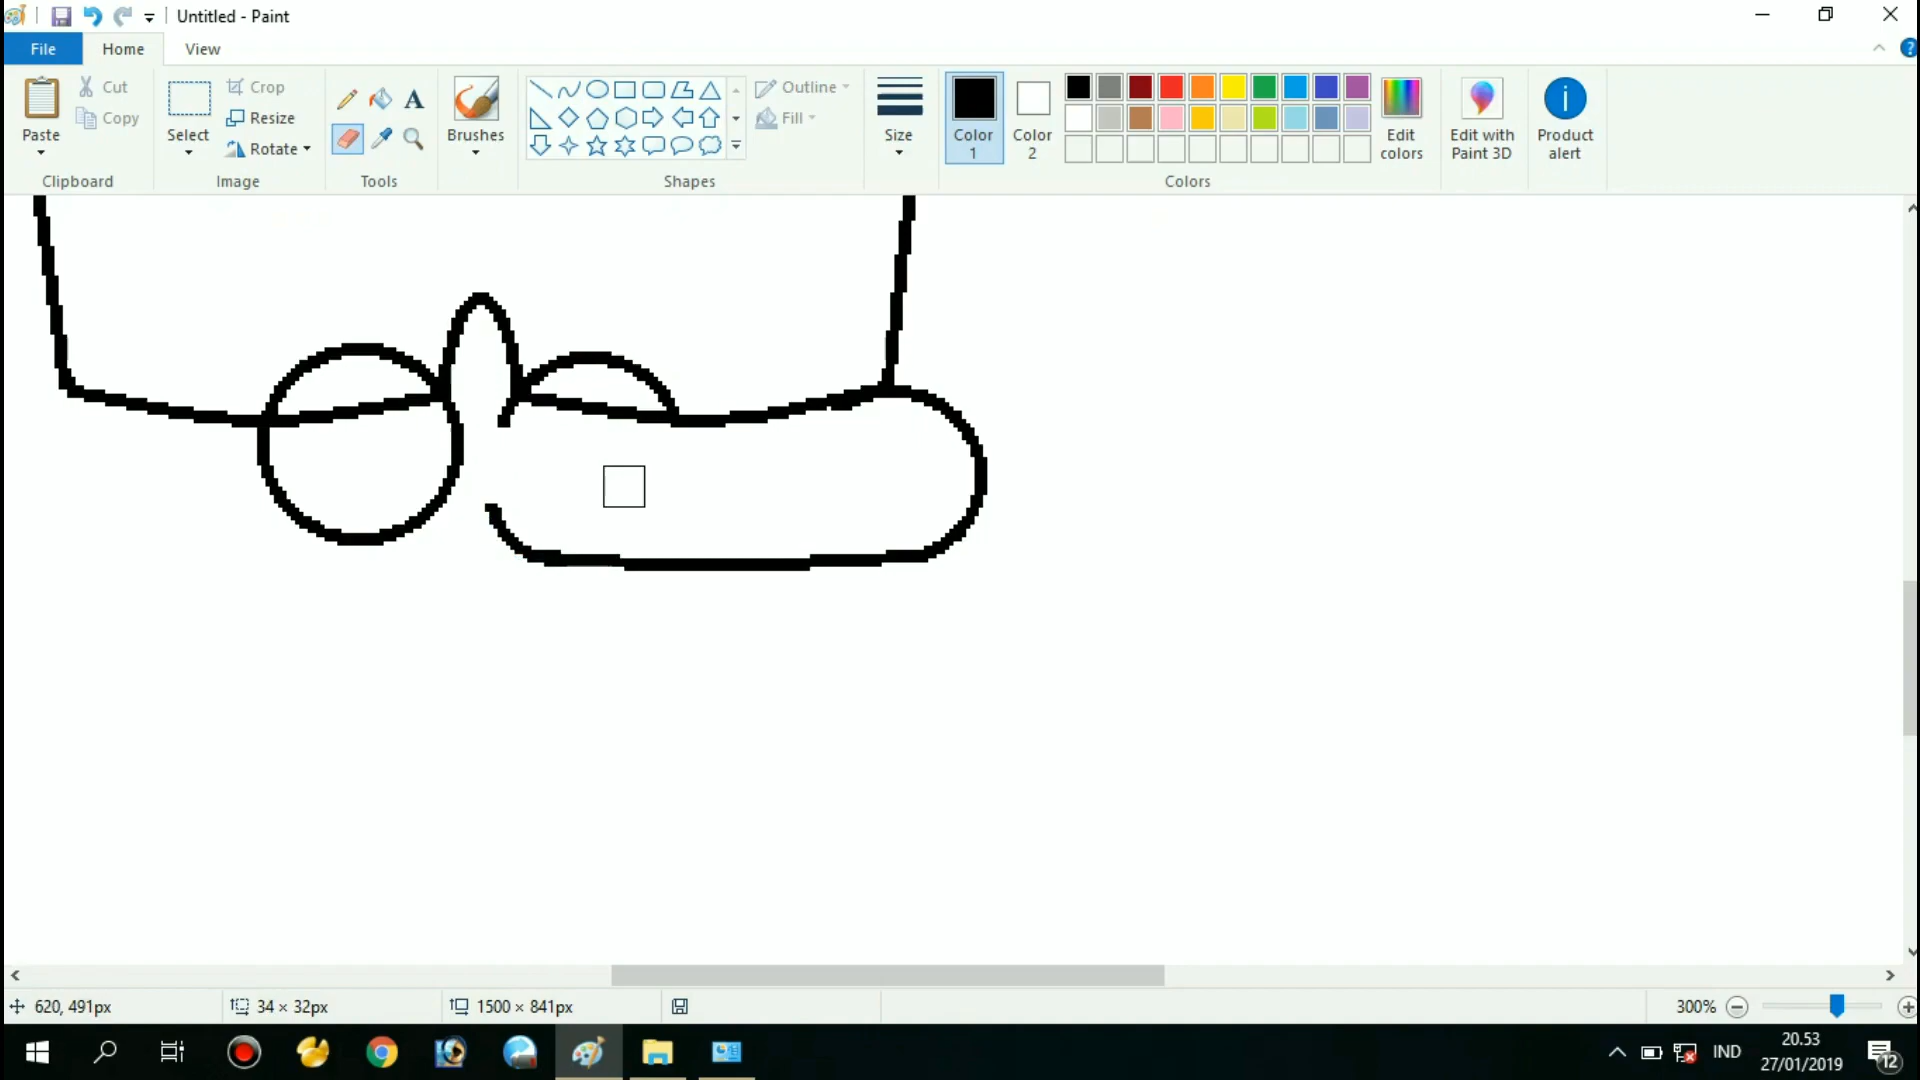 Untitled - Paint
File Home View
Paste Cut Copy Clipboard
Select Crop Resize Rotate Image
A Tools
Brushes
Shapes
Outline Fill
Size
Color 1 Color 2
Edit colors
Colors
Edit with Paint 3D
Product alert
620, 491px 34 × 32px 1500 × 841px 300%
IND 20.53
27/01/2019 12